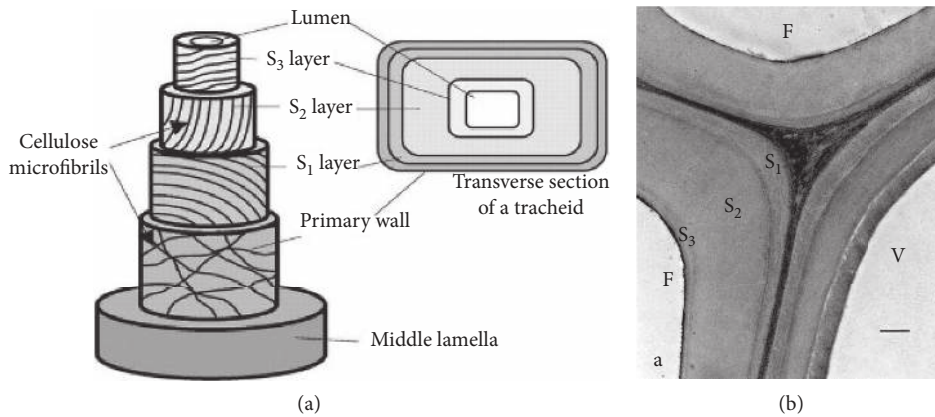 Lumen
S3 layer
S2 layer
Cellulose
microfibrils
S1 layer
Transverse section
of a tracheid
Primary wall
Middle lamella
(a)
F
S1
S2
S3
F
V
a
(b)